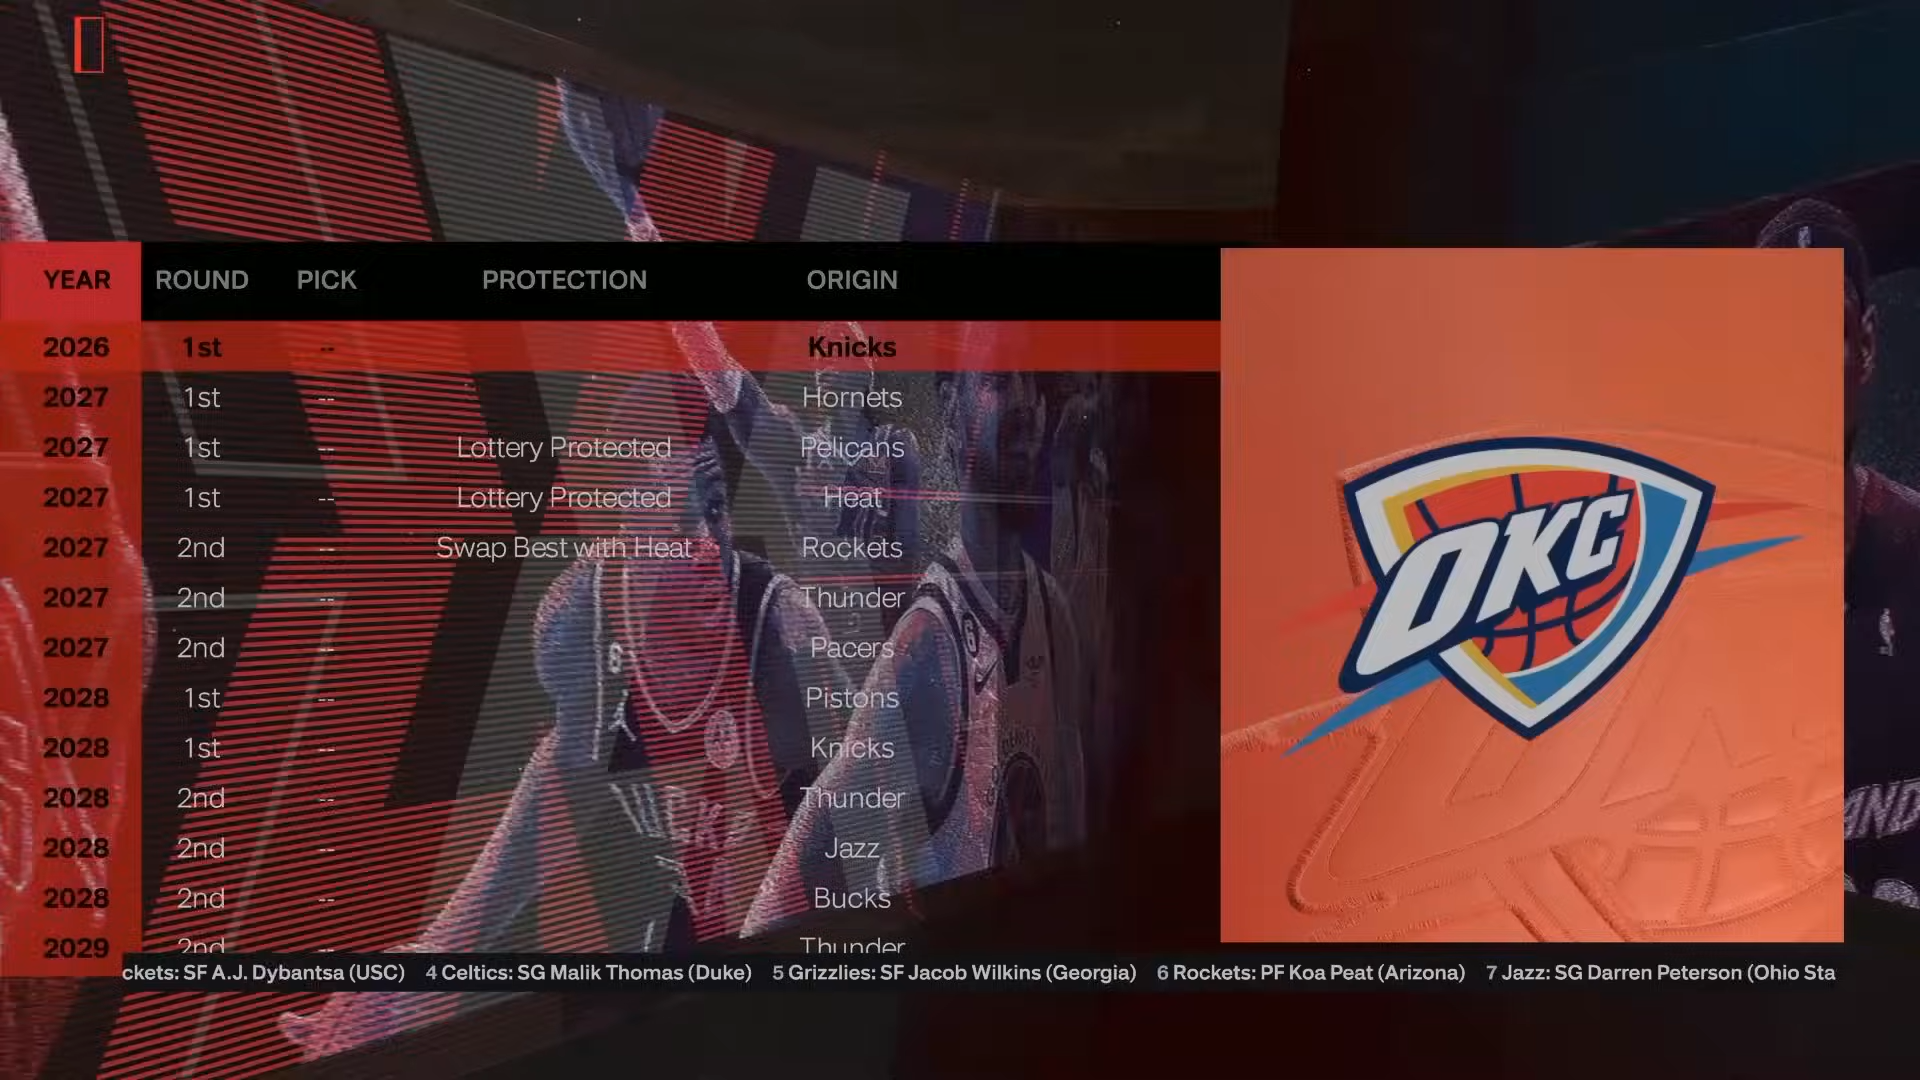 YEAR ROUND PICK PROTECTION ORIGIN
2026 1st -- Knicks
2027 1st -- Hornets
2027 1st -- Lottery Protected Pelicans
2027 1st -- Lottery Protected Heat
2027 2nd -- Swap Best with Heat Rockets
2027 2nd -- Thunder
2027 2nd -- Pacers
2028 1st -- Pistons
2028 1st -- Knicks
2028 2nd -- Thunder
2028 2nd -- Jazz
2028 2nd -- Bucks
2029 2nd -- Thunder
OKC
ckets: SF A.J. Dybantsa (USC) 4 Celtics: SG Malik Thomas (Duke) 5 Grizzlies: SF Jacob Wilkins (Georgia) 6 Rockets: PF Koa Peat (Arizona) 7 Jazz: SG Darren Peterson (Ohio Sta